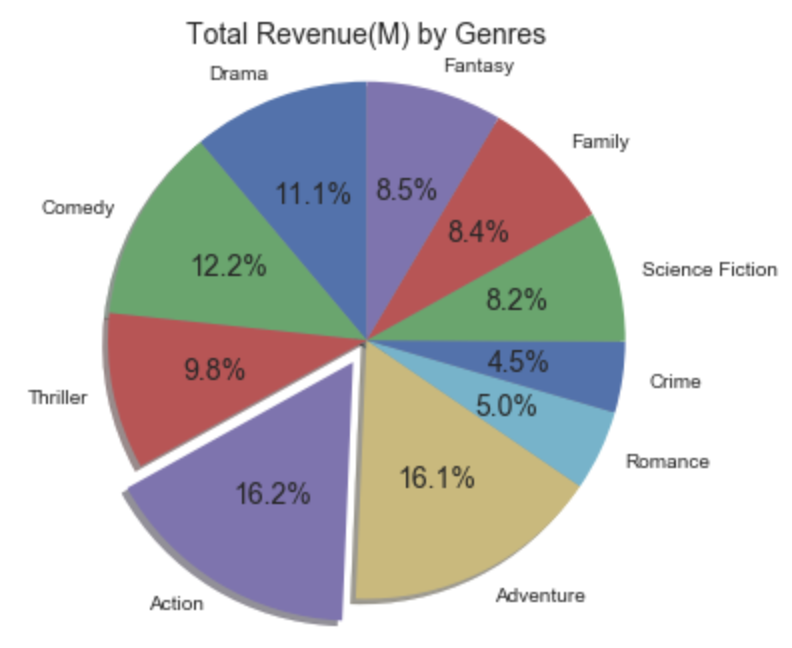 Total Revenue(M) by Genres
Drama
Fantasy
Family
Comedy
Science Fiction
Thriller
Crime
Romance
Action
Adventure
11.1%
8.5%
8.4%
12.2%
8.2%
9.8%
4.5%
5.0%
16.2%
16.1%